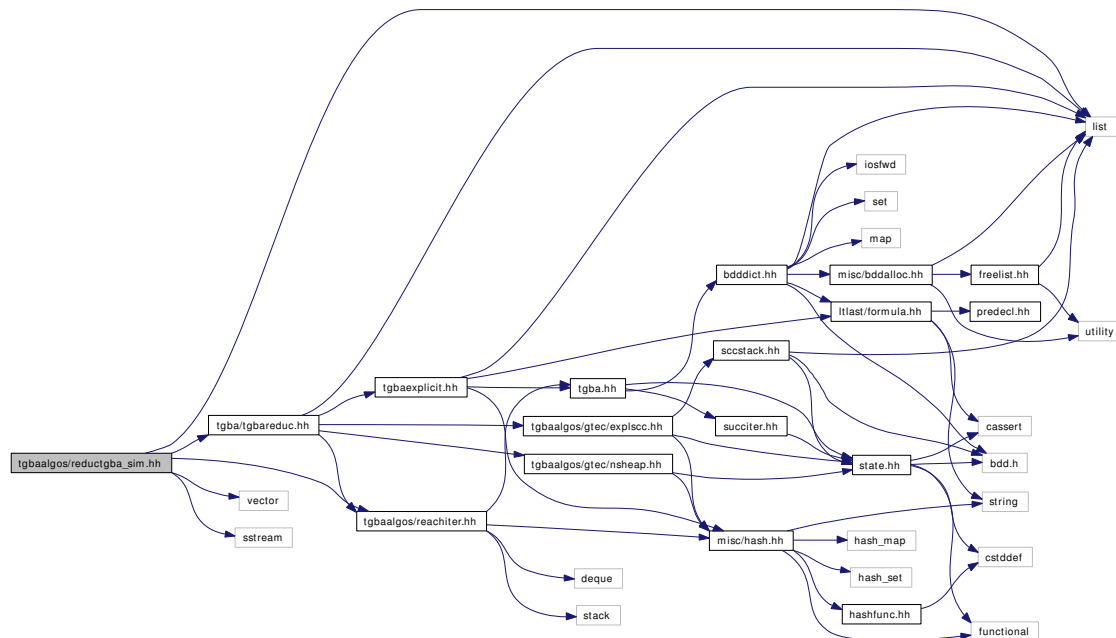 list
iosfwd
set
map
bdddict.hh
misc/bddalloc.hh
freelist.hh
ltlast/formula.hh
predecl.hh
utility
sccstack.hh
tgbaexplicit.hh
tgba.hh
tgba/tgbareduc.hh
tgbaalgos/gtec/explscc.hh
succiter.hh
cassert
tgbaalgos/reductgba_sim.hh
tgbaalgos/gtec/nsheap.hh
state.hh
bdd.h
vector
string
tgbaalgos/reachiter.hh
sstream
misc/hash.hh
hash_map
cstddef
deque
hash_set
stack
hashfunc.hh
functional